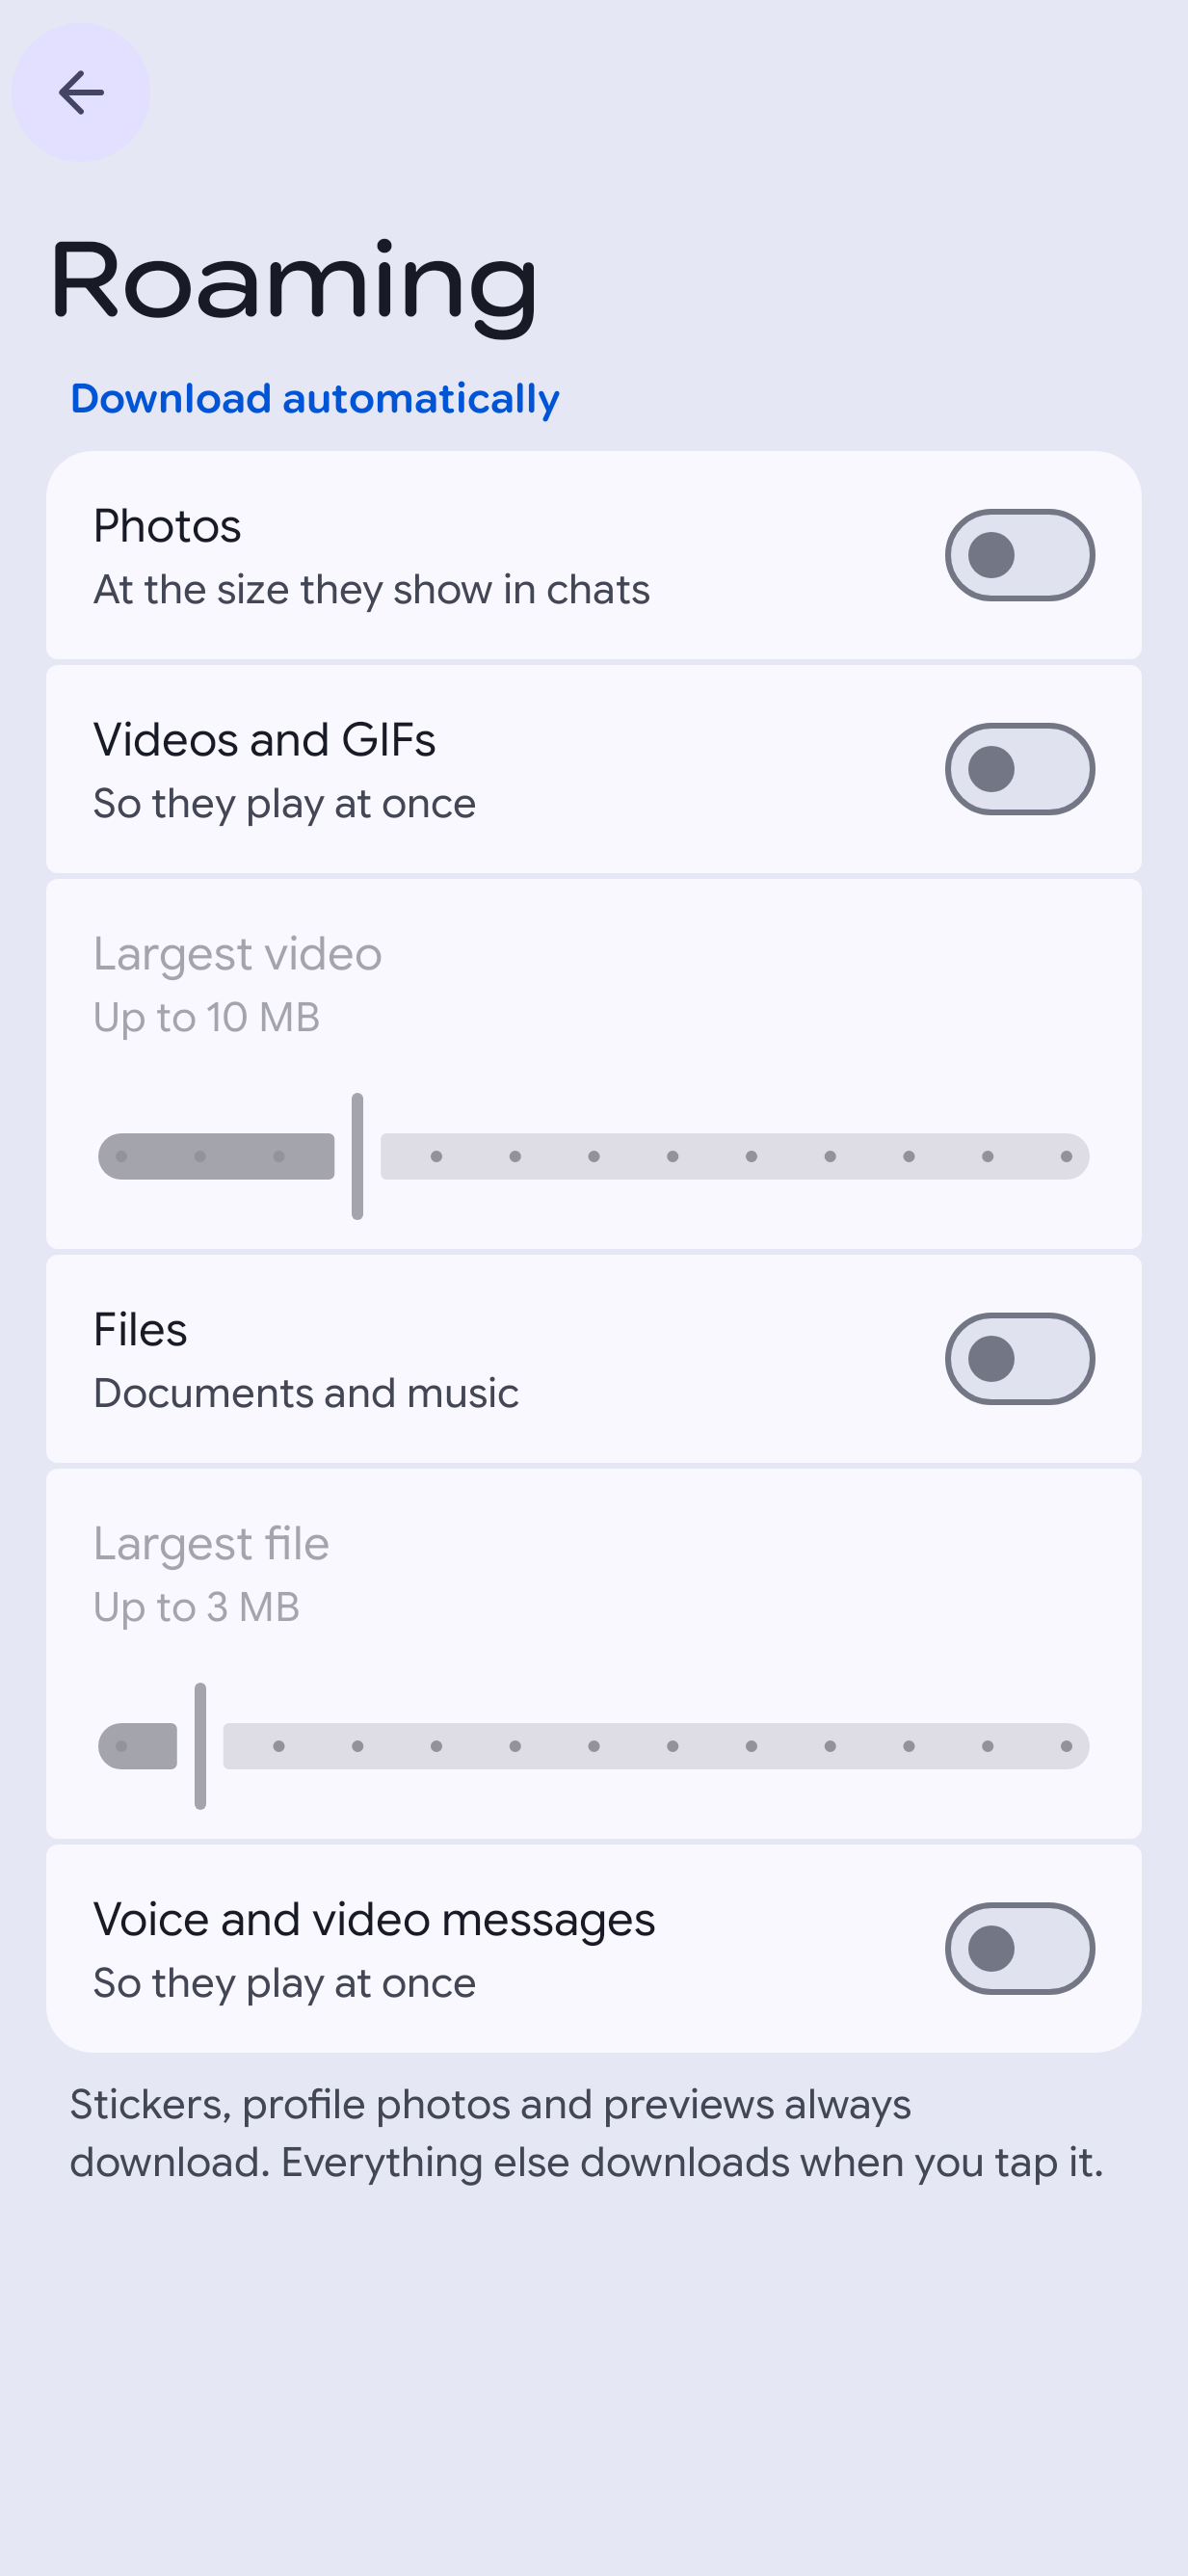 Roaming
Download automatically
Photos
At the size they show in chats
Videos and GIFs
So they play at once
Largest video
Up to 10 MB
Files
Documents and music
Largest file
Up to 3 MB
Voice and video messages
So they play at once
Stickers, profile photos and previews always
download. Everything else downloads when you tap it.